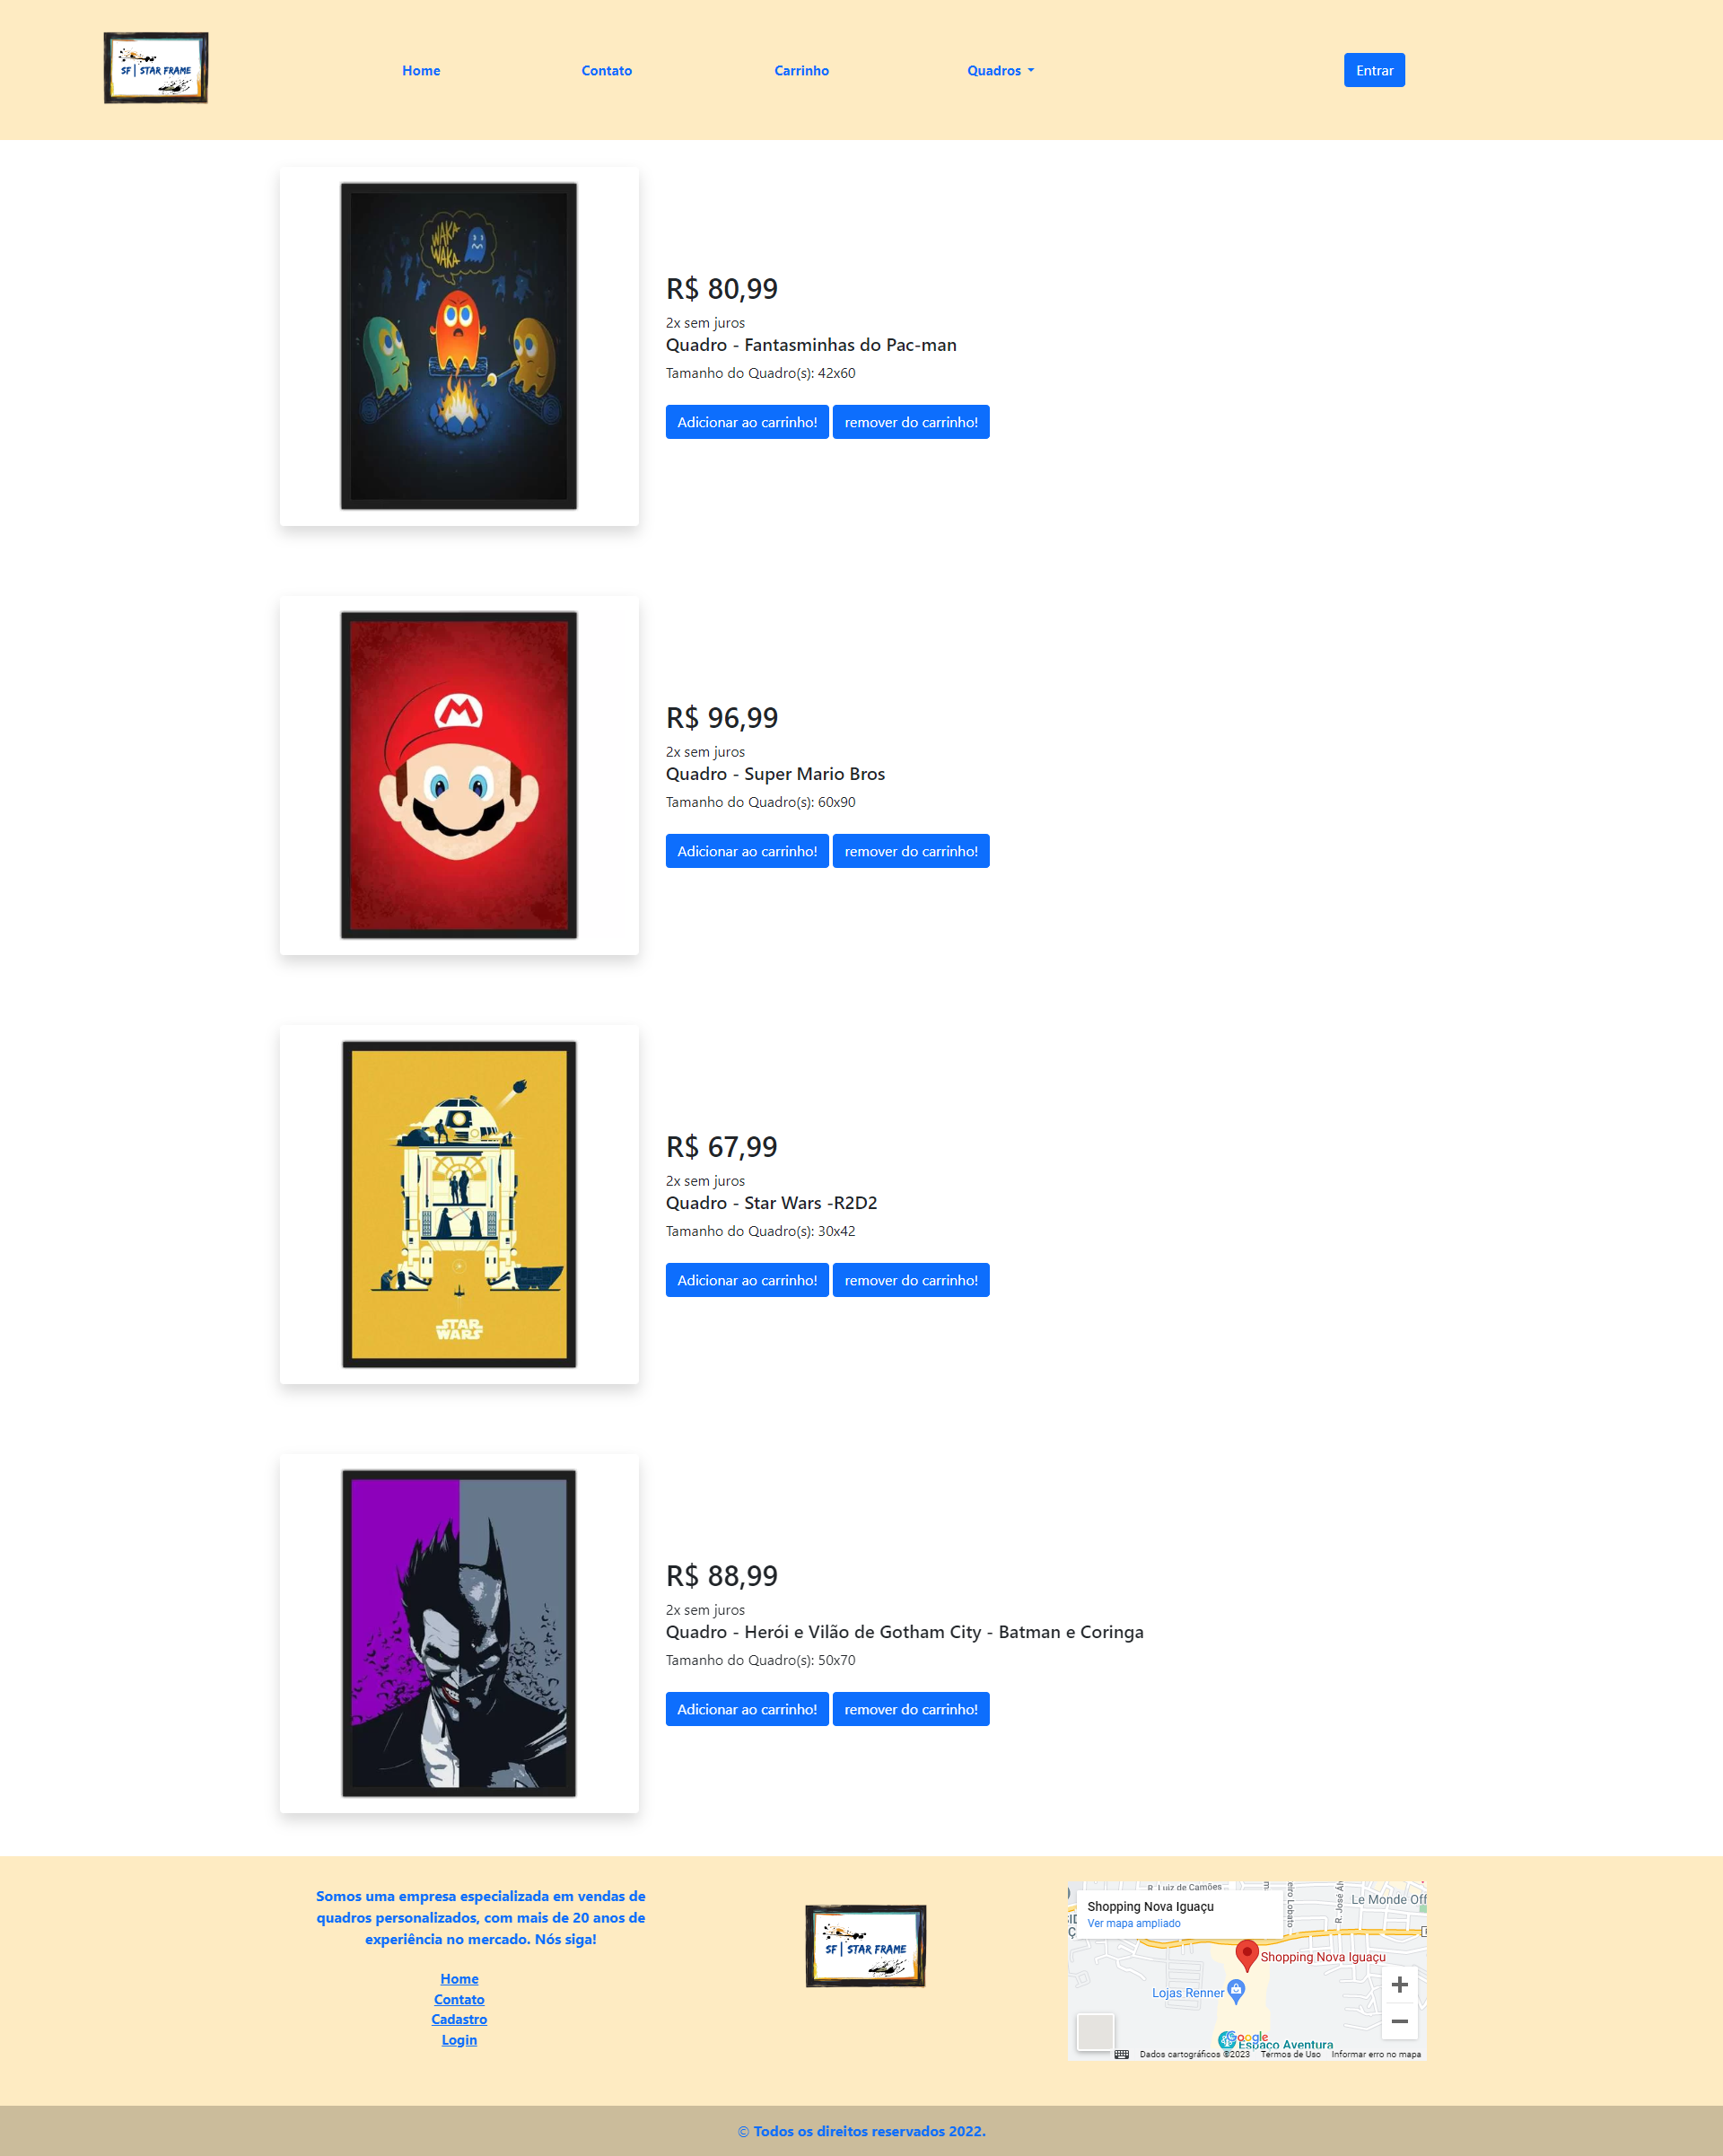 SF | STAR FRAME
Home
Contato
Carrinho
Quadros
Entrar
WAKA
WAKA
R$ 80,99
2x sem juros
Quadro - Fantasminhas do Pac-man
Tamanho do Quadro(s): 42x60
Adicionar ao carrinho! remover do carrinho!
M
R$ 96,99
2x sem juros
Quadro - Super Mario Bros
Tamanho do Quadro(s): 60x90
Adicionar ao carrinho! remover do carrinho!
STAR
WARS
R$ 67,99
2x sem juros
Quadro - Star Wars -R2D2
Tamanho do Quadro(s): 30x42
Adicionar ao carrinho! remover do carrinho!
R$ 88,99
2x sem juros
Quadro - Herói e Vilão de Gotham City - Batman e Coringa
Tamanho do Quadro(s): 50x70
Adicionar ao carrinho! remover do carrinho!
Somos uma empresa especializada em vendas de
quadros personalizados, com mais de 20 anos de
experiência no mercado. Nós siga!
Home
Contato
Cadastro
Login
SF | STAR FRAME
R. Luiz de Camões
eiro Lobato
R. José Ál
Le Monde Off
Shopping Nova Iguaçu
Ver mapa ampliado
Shopping Nova Iguaçu
Lojas Renner
Google
Espaço Aventura
Dados cartográficos ©2023 Termos de Uso Informar erro no mapa
© Todos os direitos reservados 2022.